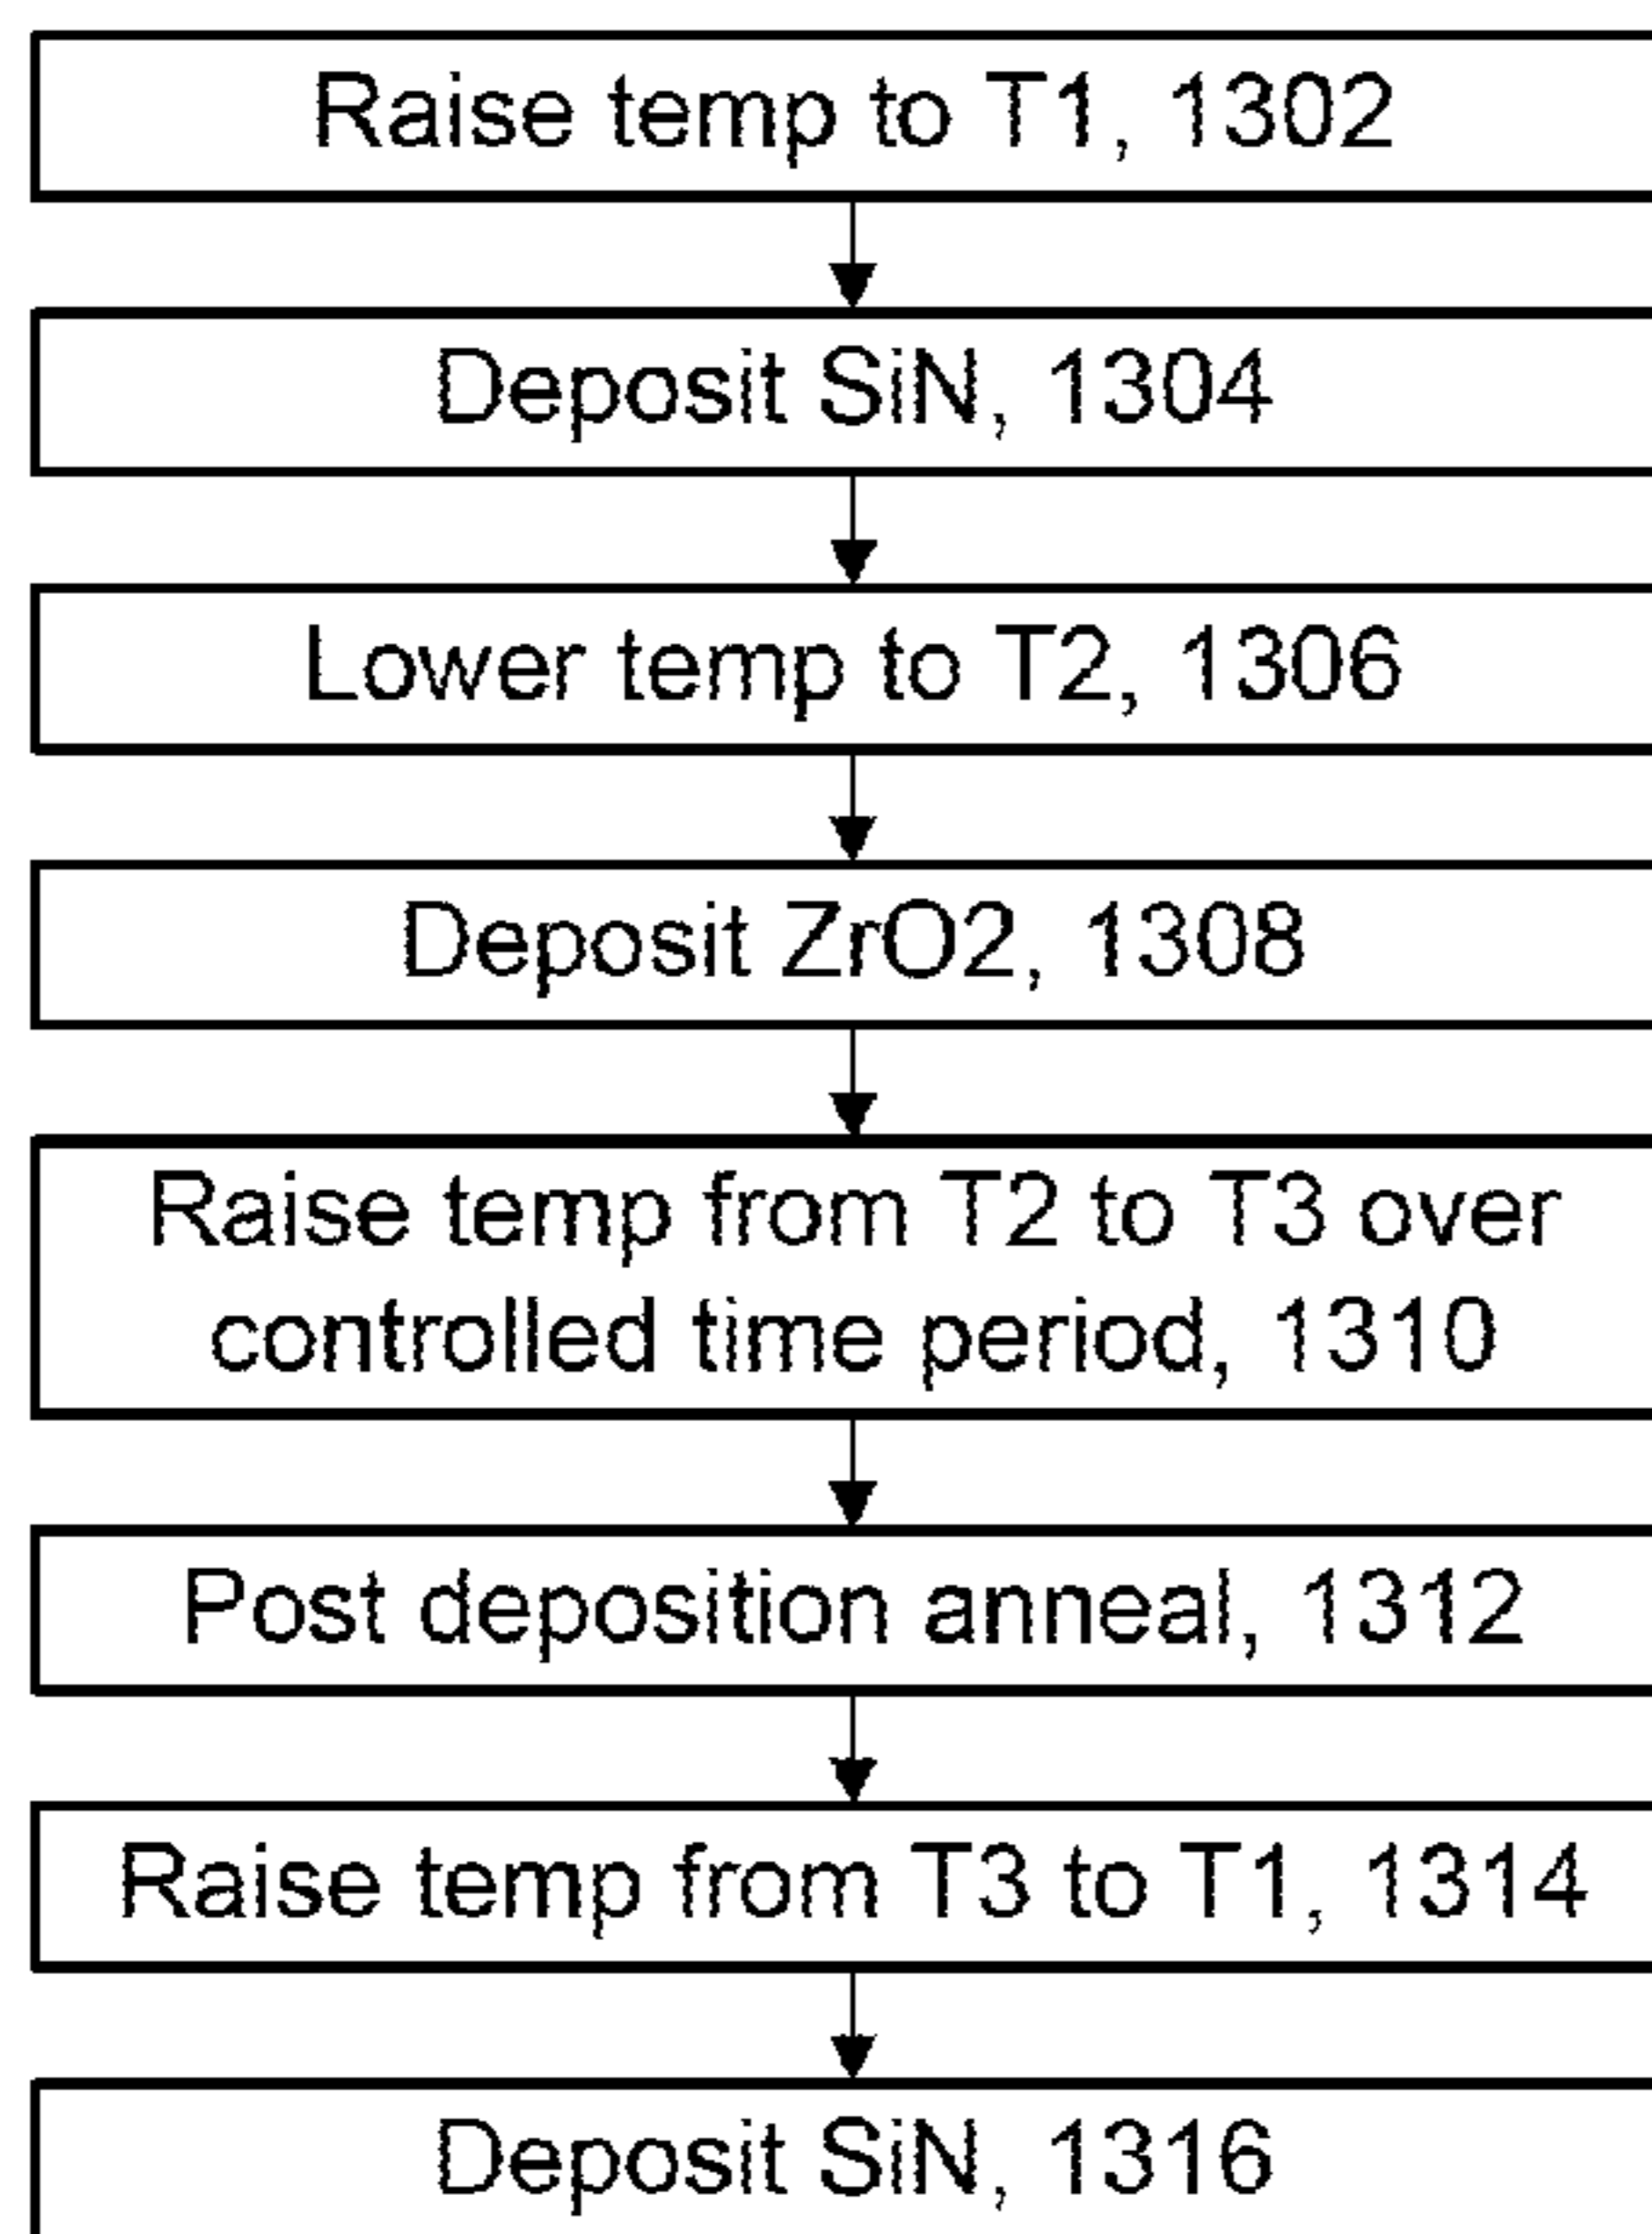 Raise temp to T1, 1302
Deposit SiN, 1304
Lower temp to T2, 1306
Deposit ZrO2, 1308
Raise temp from T2 to T3 over
controlled time period, 1310
Post deposition anneal, 1312
Raise temp from T3 to T1, 1314
Deposit SiN, 1316